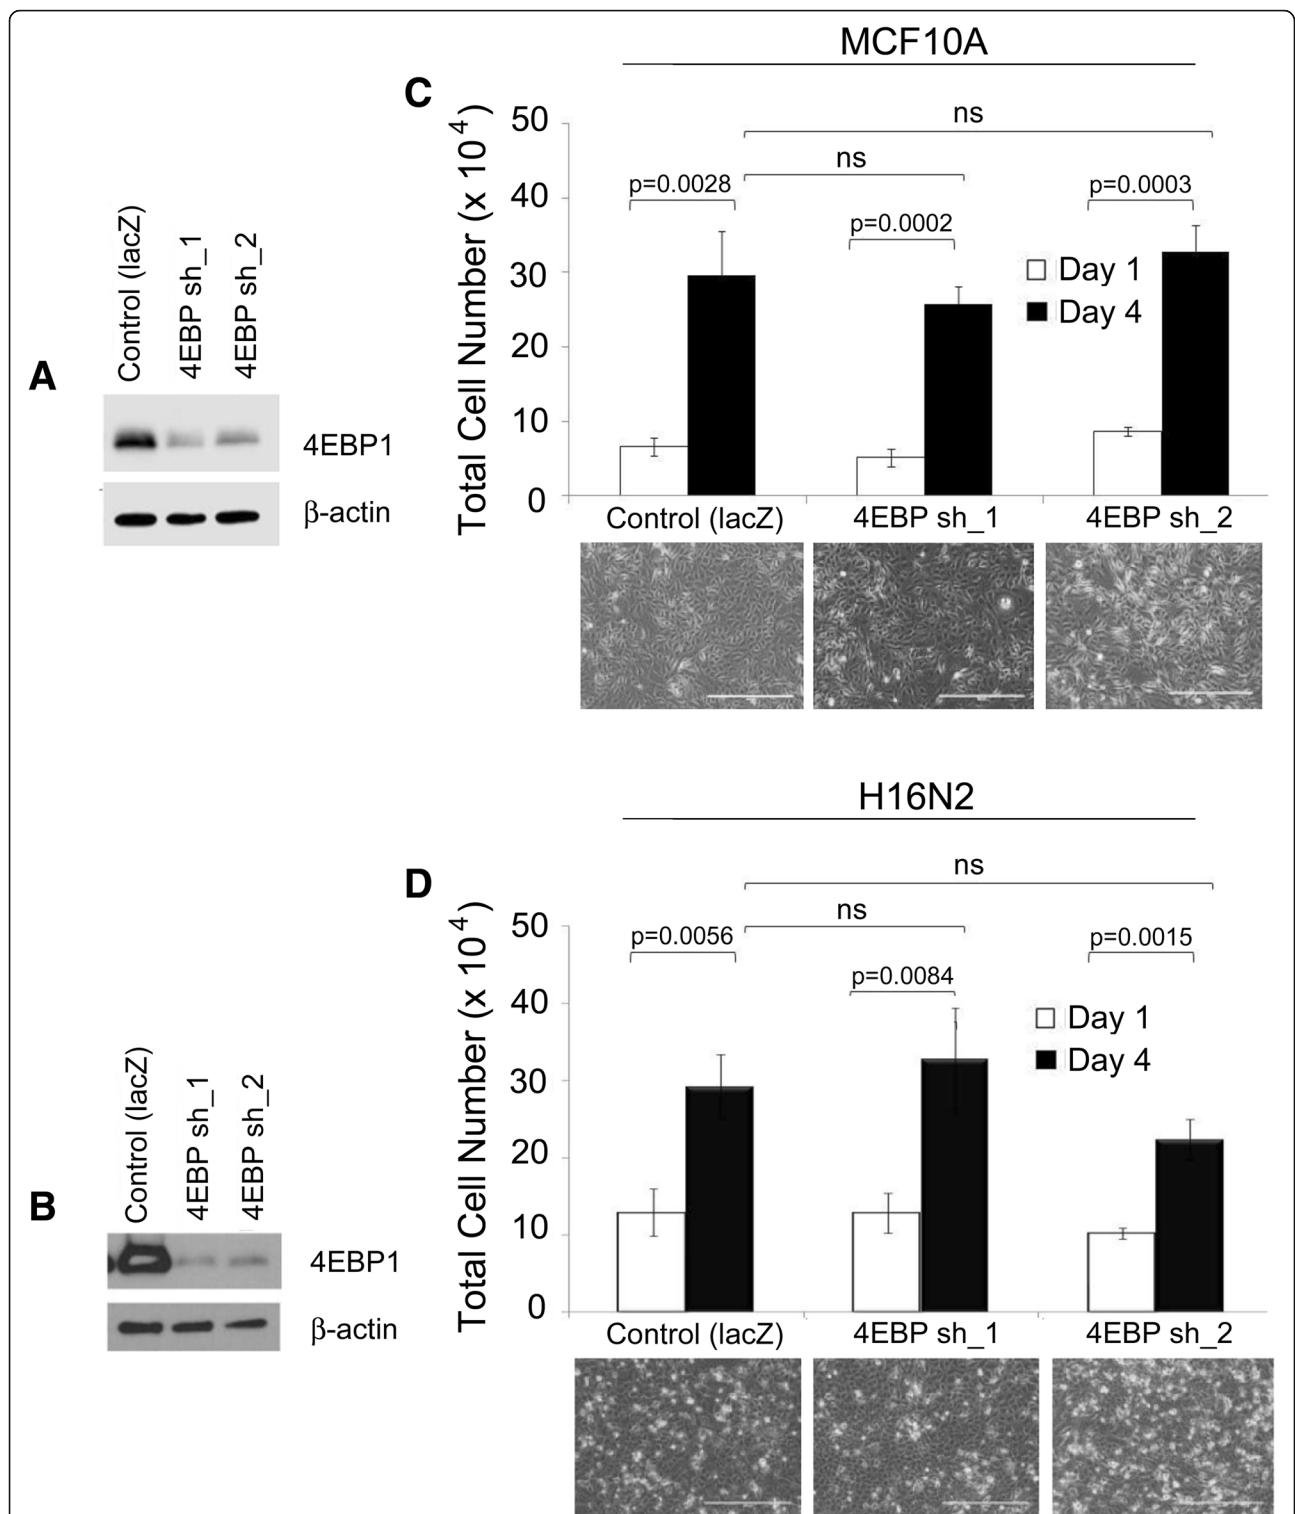 A
Control (lacZ)
4EBP sh_1
4EBP sh_2
4EBP1
β-actin
MCF10A
C
Total Cell Number (x 10⁴)
50
40
30
20
10
0
ns
ns
p=0.0028
p=0.0002
p=0.0003
Day 1
Day 4
Control (lacZ)
4EBP sh_1
4EBP sh_2
B
Control (lacZ)
4EBP sh_1
4EBP sh_2
4EBP1
β-actin
H16N2
D
Total Cell Number (x 10⁴)
50
40
30
20
10
0
ns
ns
p=0.0056
p=0.0084
p=0.0015
Day 1
Day 4
Control (lacZ)
4EBP sh_1
4EBP sh_2